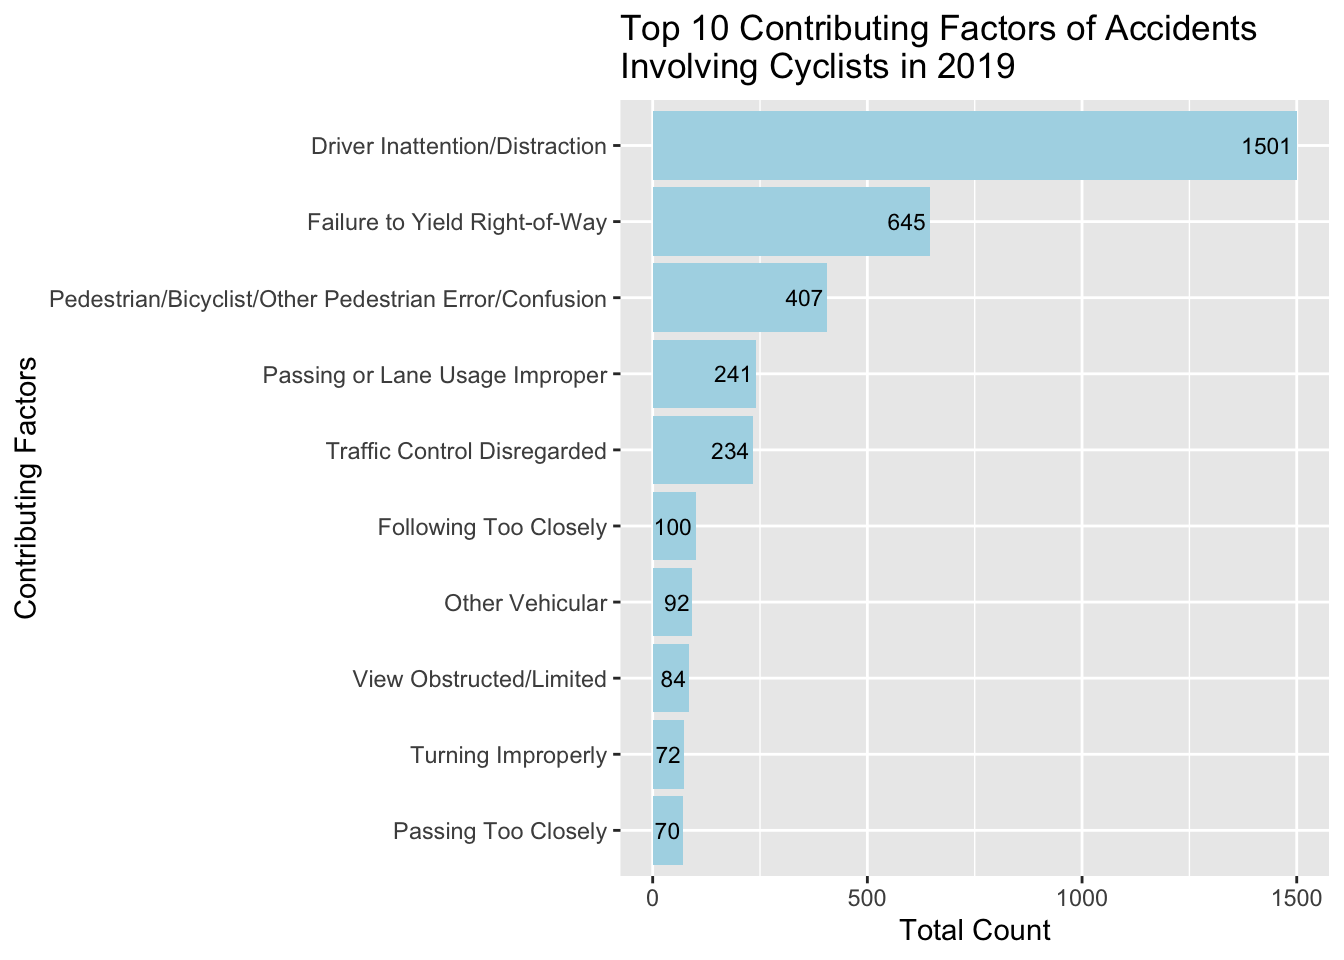 Top 10 Contributing Factors of Accidents
Involving Cyclists in 2019
Contributing Factors
Driver Inattention/Distraction
1501
Failure to Yield Right-of-Way
645
Pedestrian/Bicyclist/Other Pedestrian Error/Confusion
407
Passing or Lane Usage Improper
241
Traffic Control Disregarded
234
Following Too Closely
100
Other Vehicular
92
View Obstructed/Limited
84
Turning Improperly
72
Passing Too Closely
70
0 500 1000 1500
Total Count